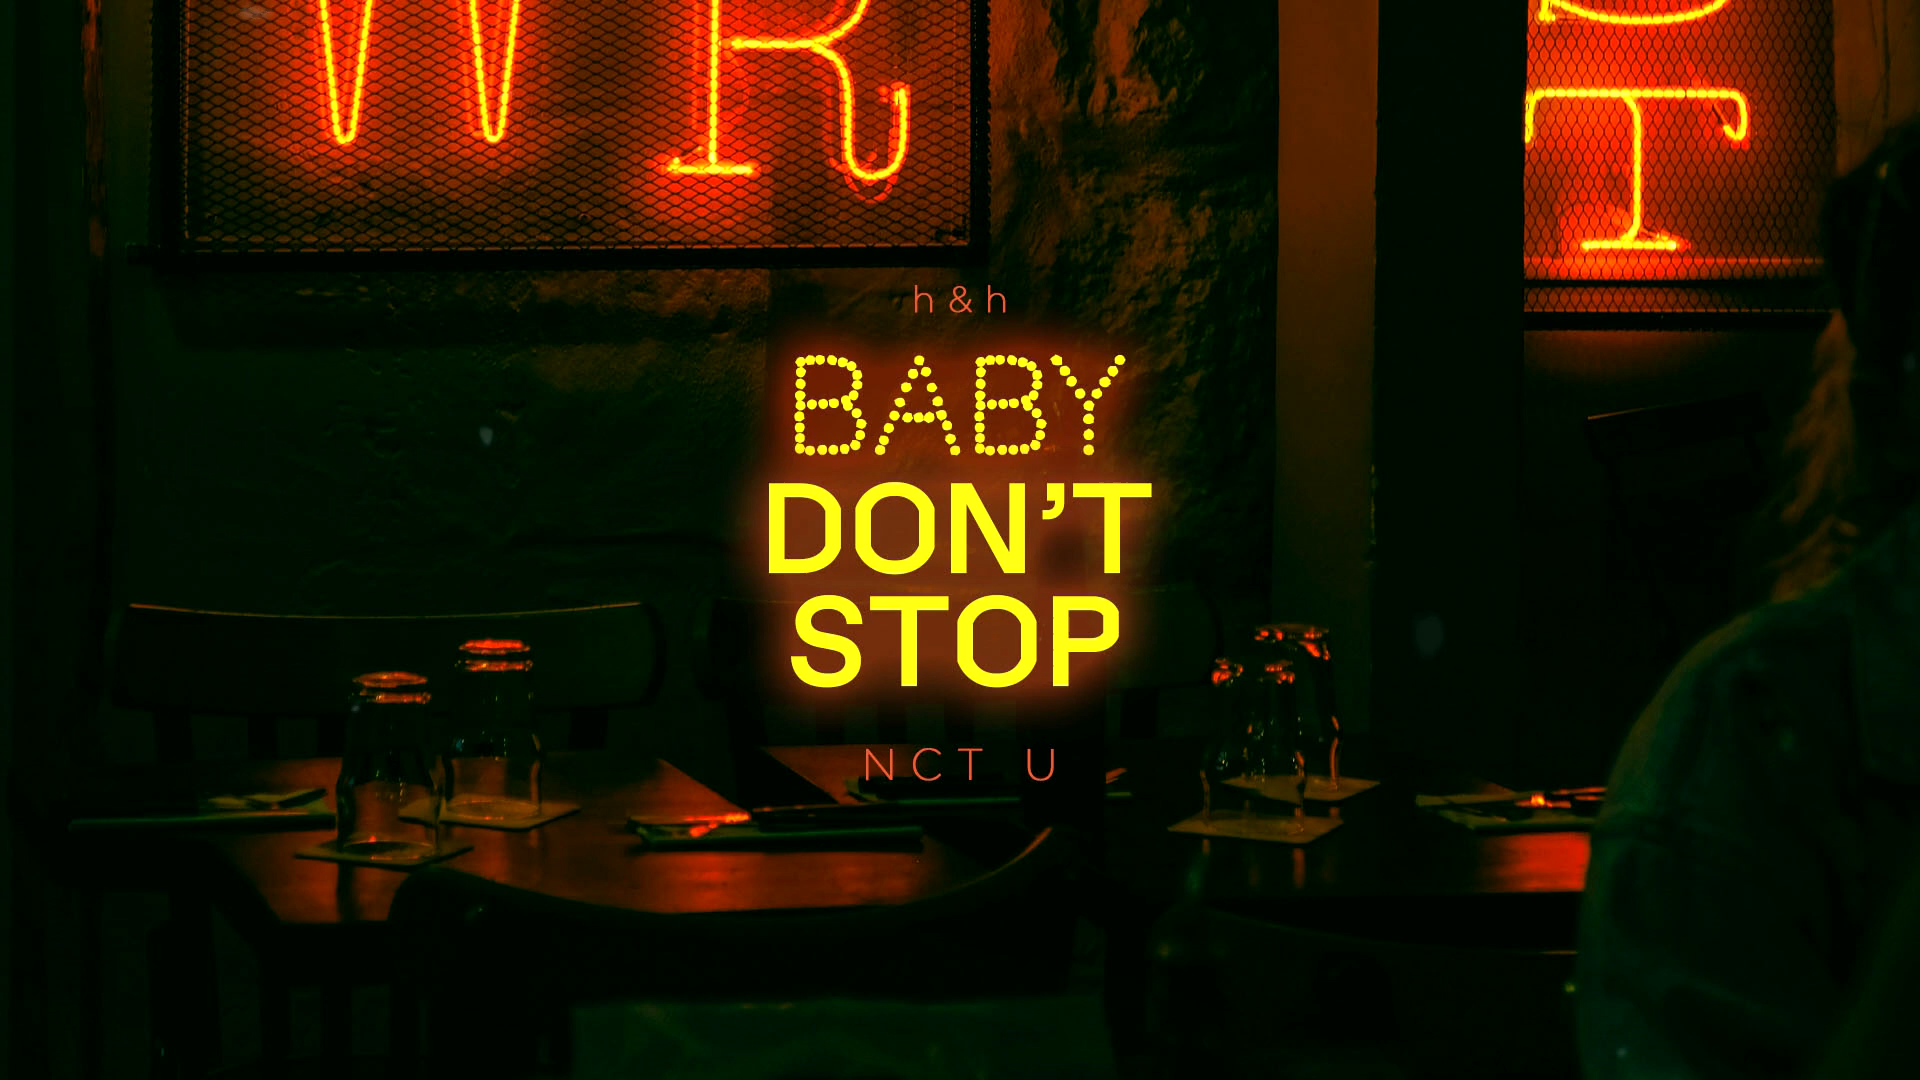 W R
T
h & h
BABY
DON'T
STOP
NCT U